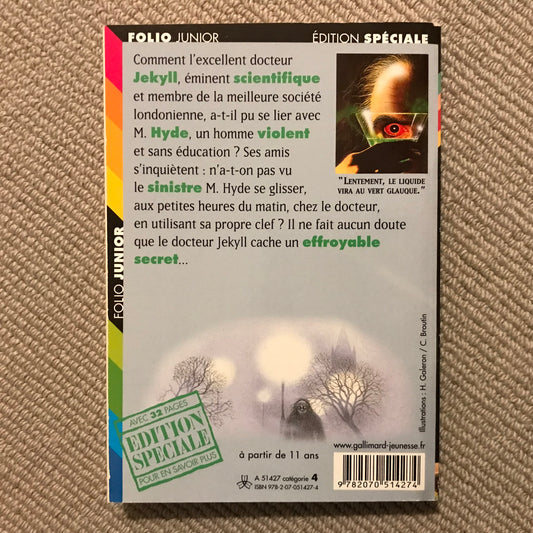 FOLIO JUNIOR ÉDITION SPÉCIALE
Comment l'excellent docteur
Jekyll, éminent scientifique
et membre de la meilleure société
londonienne, a-t-il pu se lier avec
M. Hyde, un homme violent
et sans éducation ? Ses amis
s'inquiètent : n'a-t-on pas vu
le sinistre M. Hyde se glisser,
aux petites heures du matin, chez le docteur,
en utilisant sa propre clef ? Il ne fait aucun doute
que le docteur Jekyll cache un effroyable
secret...
"LENTEMENT, LE LIQUIDE
VIRA AU VERT GLAUQUE."
FOLIO JUNIOR
Illustrations : H. Galeron / C. Broutin
AVEC 32 PAGES
EDITION
SPÉCIALE
POUR EN SAVOIR PLUS
à partir de 11 ans
www.gallimard-jeunesse.fr
A 51427 catégorie 4
ISBN 978-2-07-051427-4
9 782070 514274